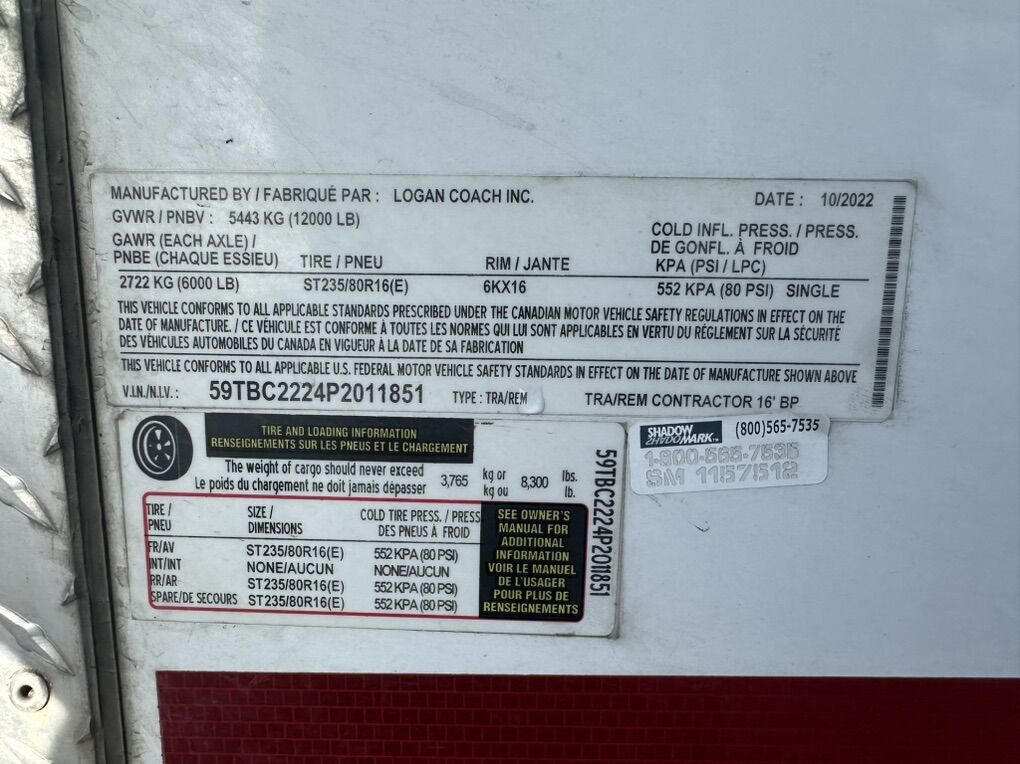 MANUFACTURED BY / FABRIQUÉ PAR : LOGAN COACH INC. DATE : 10/2022
GVWR / PNBV : 5443 KG (12000 LB)
GAWR (EACH AXLE) / COLD INFL. PRESS. / PRESS.
PNBE (CHAQUE ESSIEU) TIRE / PNEU RIM / JANTE DE GONFL. À FROID
KPA (PSI / LPC)
2722 KG (6000 LB) ST235/80R16(E) 6KX16 552 KPA (80 PSI) SINGLE
THIS VEHICLE CONFORMS TO ALL APPLICABLE STANDARDS PRESCRIBED UNDER THE CANADIAN MOTOR VEHICLE SAFETY REGULATIONS IN EFFECT ON THE
DATE OF MANUFACTURE. / CE VÉHICULE EST CONFORME À TOUTES LES NORMES QUI LUI SONT APPLICABLES EN VERTU DU RÉGLEMENT SUR LA SÉCURITÉ
DES VÉHICULES AUTOMOBILES DU CANADA EN VIGUEUR À LA DATE DE SA FABRICATION
THIS VEHICLE CONFORMS TO ALL APPLICABLE U.S. FEDERAL MOTOR VEHICLE SAFETY STANDARDS IN EFFECT ON THE DATE OF MANUFACTURE SHOWN ABOVE
V.I.N./N.I.V.: 59TBC2224P2011851 TYPE : TRA/REM TRA/REM CONTRACTOR 16' BP
TIRE AND LOADING INFORMATION
RENSEIGNEMENTS SUR LES PNEUS ET LE CHARGEMENT
The weight of cargo should never exceed 3,765 kg or 8,300 lbs.
Le poids du chargement ne doit jamais dépasser kg ou lb.
TIRE / SIZE / COLD TIRE PRESS. / PRESS
PNEU DIMENSIONS DES PNEUS À FROID
FR/AV ST235/80R16(E) 552 KPA (80 PSI)
INT/INT NONE/AUCUN NONE/AUCUN
RR/AR ST235/80R16(E) 552 KPA (80 PSI)
SPARE/DE SECOURS ST235/80R16(E) 552 KPA (80 PSI)
SEE OWNER'S
MANUAL FOR
ADDITIONAL
INFORMATION
VOIR LE MANUEL
DE L'USAGER
POUR PLUS DE
RENSEIGNEMENTS
59TBC2224P2011851
SHADOW (800)565-7535
SHADOWMARK™
1-800-565-7535
SM 1157512